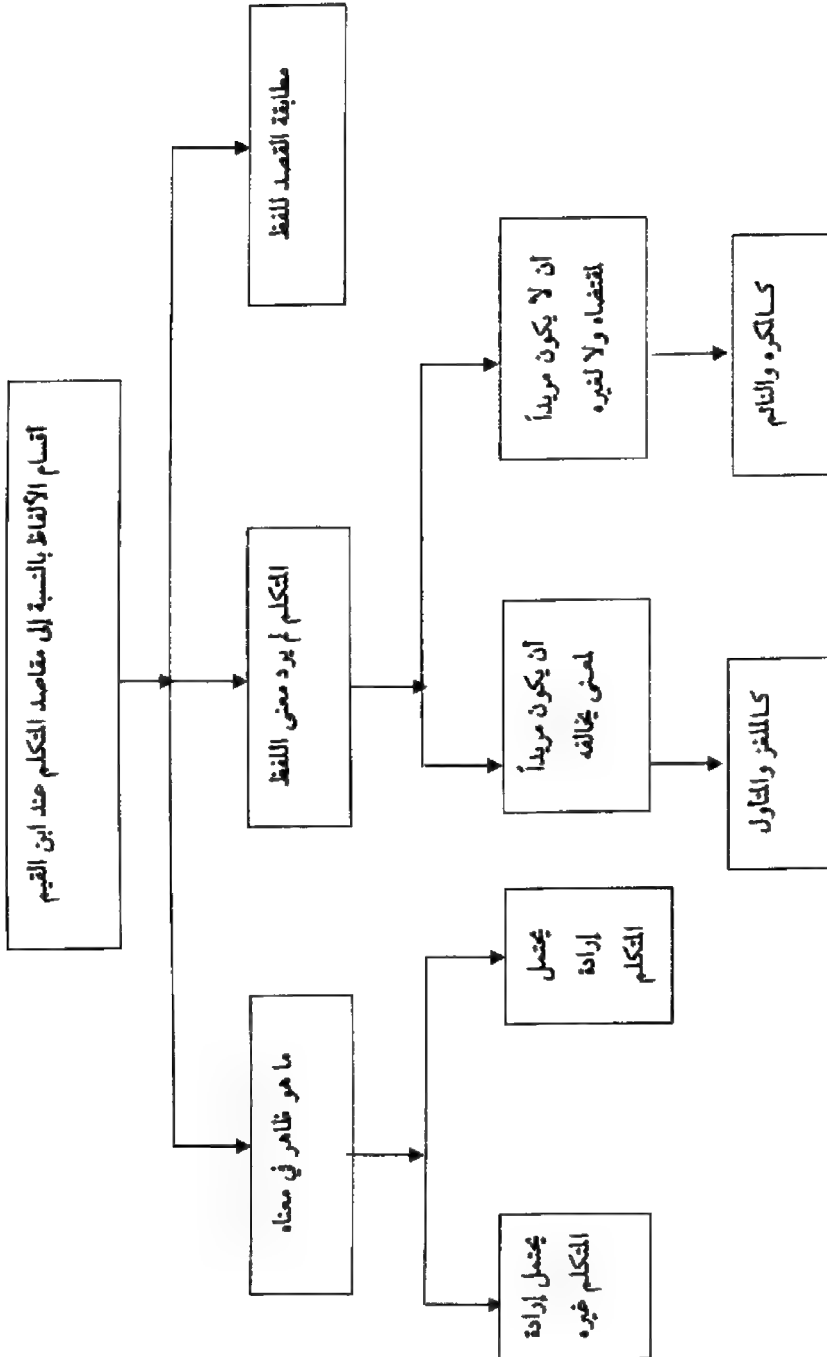 أقسام الألفاظ بالنسبة إلى مقاصد المتكلم عند ابن القيم
مطابقة القصد للفظ
المتكلم لم يرد معنى اللفظ
ما هو ظاهر في معناه
أن لا يكون مريداً
لمقتضاه ولا لغيره
أن يكون مريداً
لمعنى يخالفه
يحتمل
إرادة
المتكلم
يحتمل إرادة
المتكلم غيره
كالمكره والنائم
كالملغز والمتأول